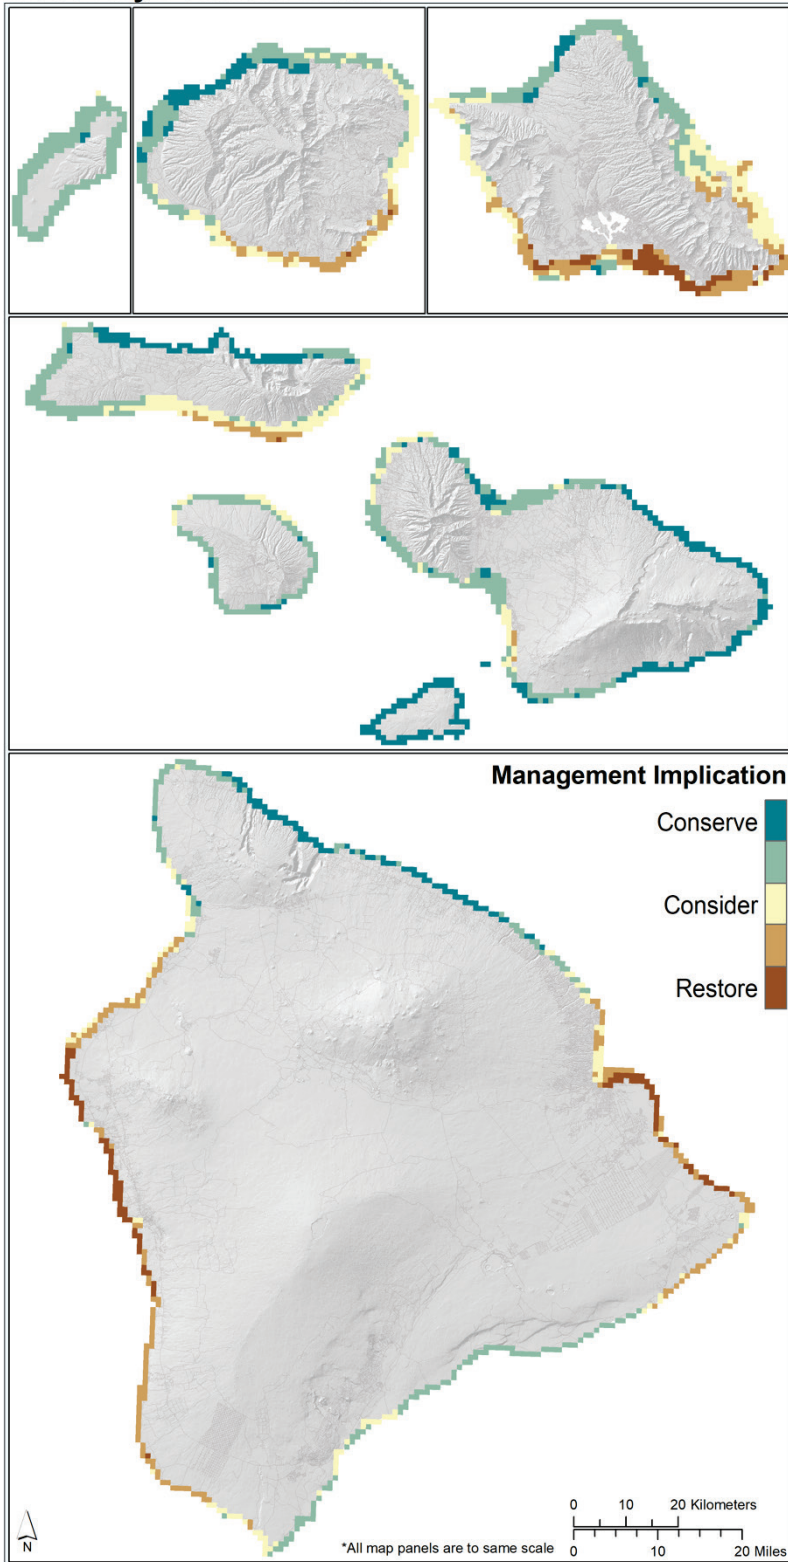 Management Implication
Conserve
Consider
Restore
0 10 20 Kilometers
0 10 20 Miles
*All map panels are to same scale
N